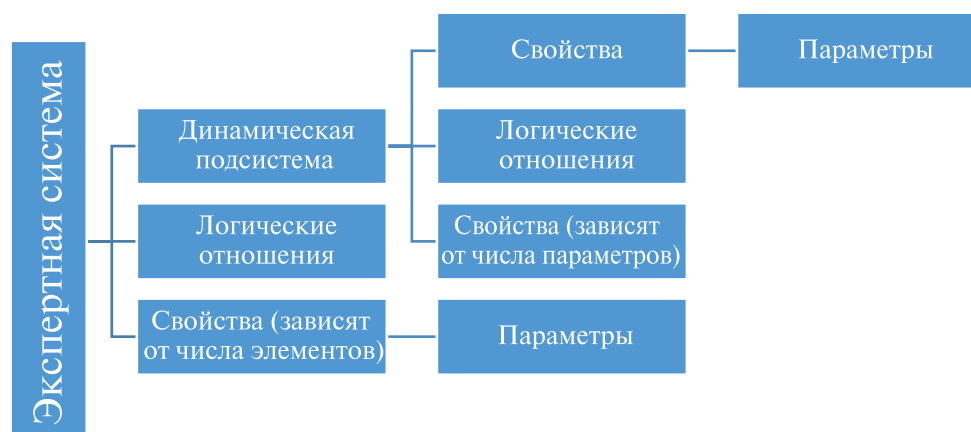 Экспертная система
Динамическая
подсистема
Свойства
Параметры
Логические
отношения
Свойства (зависят
от числа параметров)
Логические
отношения
Свойства (зависят
от числа элементов)
Параметры